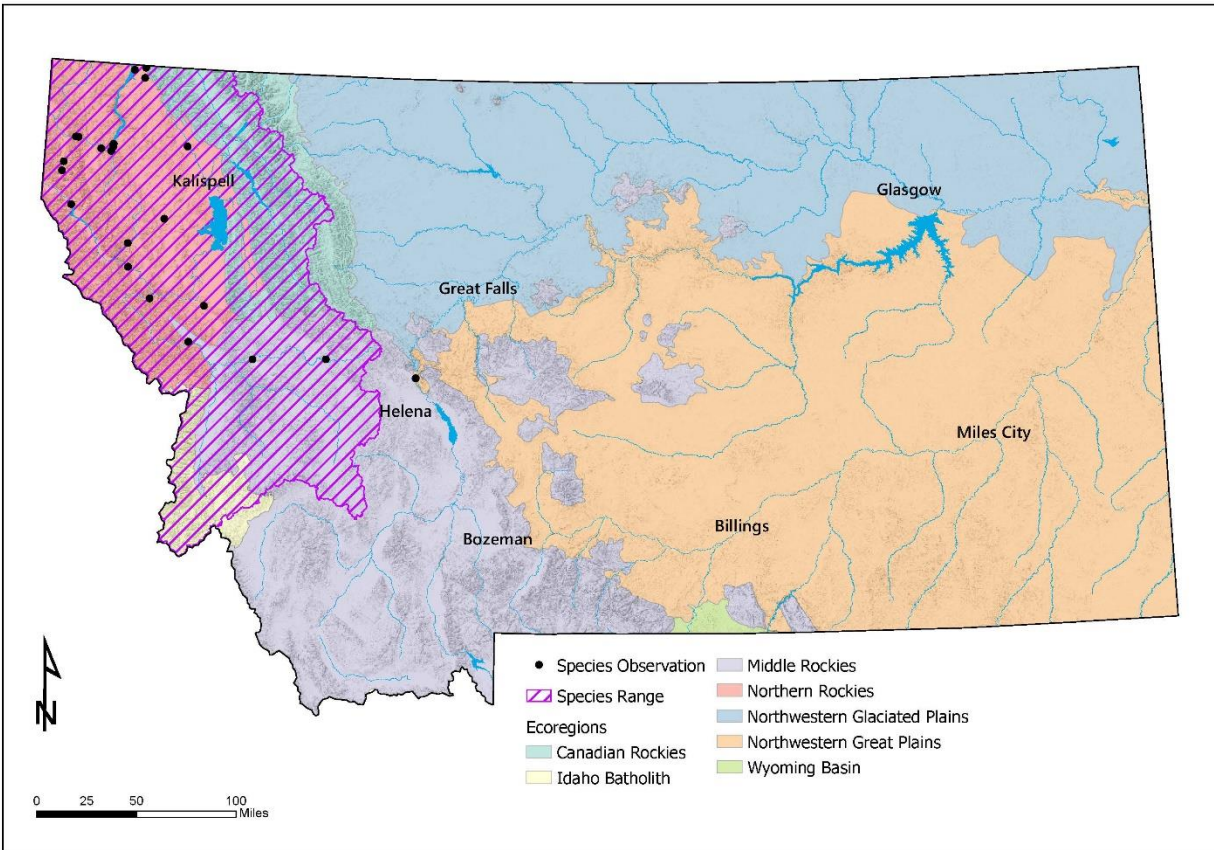 Kalispell
Glasgow
Great Falls
Helena
Miles City
Billings
Bozeman
Species Observation
Species Range
Ecoregions
Canadian Rockies
Idaho Batholith
Middle Rockies
Northern Rockies
Northwestern Glaciated Plains
Northwestern Great Plains
Wyoming Basin
N
0 25 50 100
Miles